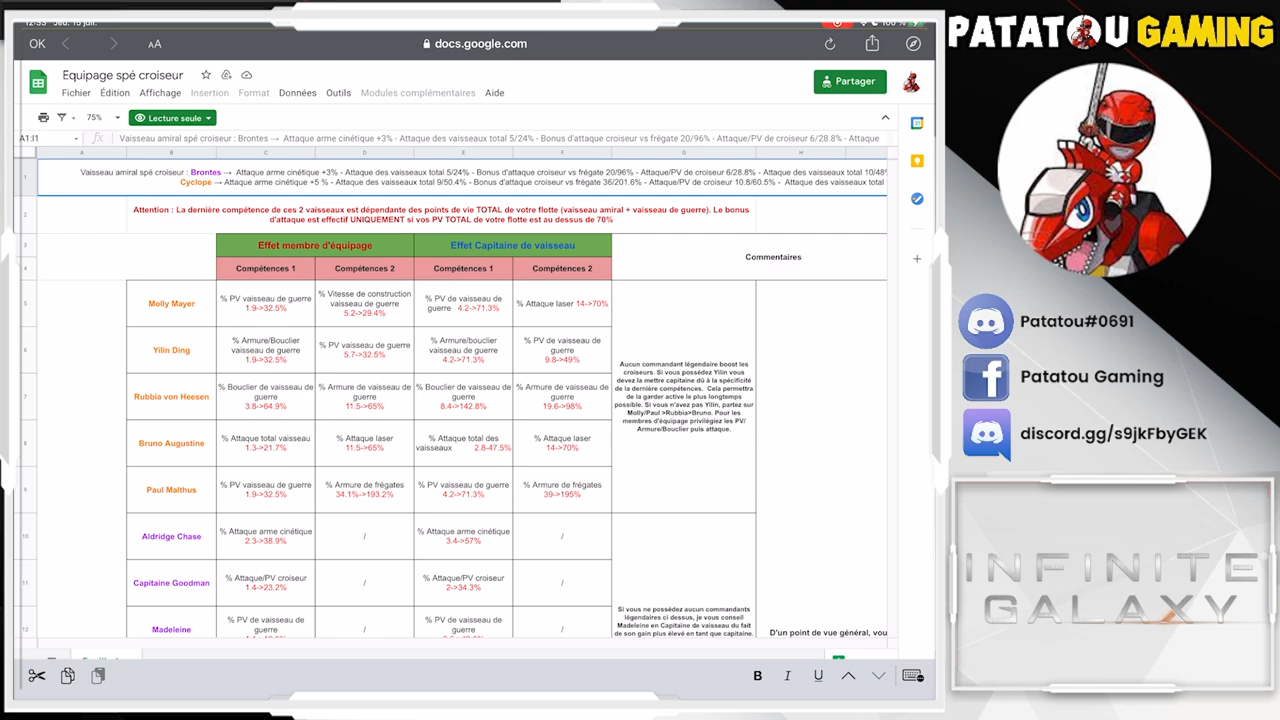 12:33 Jeu. 15 juil.
100 %
OK
AA
docs.google.com
Equipage spé croiseur
Fichier Édition Affichage Insertion Format Données Outils Modules complémentaires Aide
Partager
75%
Lecture seule
A1:I1
fx
Vaisseau amiral spé croiseur : Brontes → Attaque arme cinétique +3% - Attaque des vaisseaux total 5/24% - Bonus d'attaque croiseur vs frégate 20/96% - Attaque/PV de croiseur 6/28.8% - Attaque
A B C D E F G H
1
Vaisseau amiral spé croiseur : Brontes → Attaque arme cinétique +3% - Attaque des vaisseaux total 5/24% - Bonus d'attaque croiseur vs frégate 20/96% - Attaque/PV de croiseur 6/28.8% - Attaque des vaisseaux total 10/48%
Cyclope → Attaque arme cinétique +5 % - Attaque des vaisseaux total 9/50.4% - Bonus d'attaque croiseur vs frégate 36/201.6% - Attaque/PV de croiseur 10.8/60.5% - Attaque des vaisseaux total
2
Attention : La dernière compétence de ces 2 vaisseaux est dépendante des points de vie TOTAL de votre flotte (vaisseau amiral + vaisseau de guerre). Le bonus
d'attaque est effectif UNIQUEMENT si vos PV TOTAL de votre flotte est au dessus de 70%
3
Effet membre d'équipage
Effet Capitaine de vaisseau
Commentaires
4
Compétences 1
Compétences 2
Compétences 1
Compétences 2
5
Molly Mayer
% PV vaisseau de guerre
1.9->32.5%
% Vitesse de construction
vaisseau de guerre
5.2->29.4%
% PV de vaisseau de
guerre 4.2->71.3%
% Attaque laser 14->70%
6
Yilin Ding
% Armure/Bouclier
vaisseau de guerre
1.9->32.5%
% PV vaisseau de guerre
5.7->32.5%
% Armure/bouclier
vaisseau de guerre
4.2->71.3%
% PV de vaisseau de
guerre
9.8->49%
7
Rubbia von Heesen
% Bouclier de vaisseau de
guerre
3.8->64.9%
% Armure de vaisseau de
guerre
11.5->65%
% Bouclier de vaisseau de
guerre
8.4->142.8%
% Armure de vaisseau de
guerre
19.6->98%
Aucun commandant légendaire boost les
croiseurs. Si vous possédez Yilin vous
devez la mettre capitaine dû à la spécificité
de la dernière compétences. Cela permettra
de la garder active le plus longtemps
possible. Si vous n'avez pas Yilin, partez sur
Molly/Paul >Rubbia>Bruno. Pour les
membres d'équipage privilégiez les PV/
Armure/Bouclier puis attaque.
8
Bruno Augustine
% Attaque total vaisseau
1.3->21.7%
% Attaque laser
11.5->65%
% Attaque total des
vaisseaux 2.8-47.5%
% Attaque laser
14->70%
9
Paul Malthus
% PV vaisseau de guerre
1.9->32.5%
% Armure de frégates
34.1%->193.2%
% PV vaisseau de guerre
4.2->71.3%
% Armure de frégates
39->195%
10
Aldridge Chase
% Attaque arme cinétique
2.3->38.9%
/
% Attaque arme cinétique
3.4->57%
/
11
Capitaine Goodman
% Attaque/PV croiseur
1.4->23.2%
/
% Attaque/PV croiseur
2->34.3%
/
12
Madeleine
% PV de vaisseau de
guerre
/
% PV de vaisseau de
guerre
/
Si vous ne possédez aucun commandants
légendaires ci dessus, je vous conseil
Madeleine en Capitaine de vaisseau du fait
de son gain plus élevé en tant que capitaine.
D'un point de vue général, vou
B I U
PATATOU GAMING
Patatou#0691
Patatou Gaming
discord.gg/s9jkFbyGEK
INFINITE
GALAXY